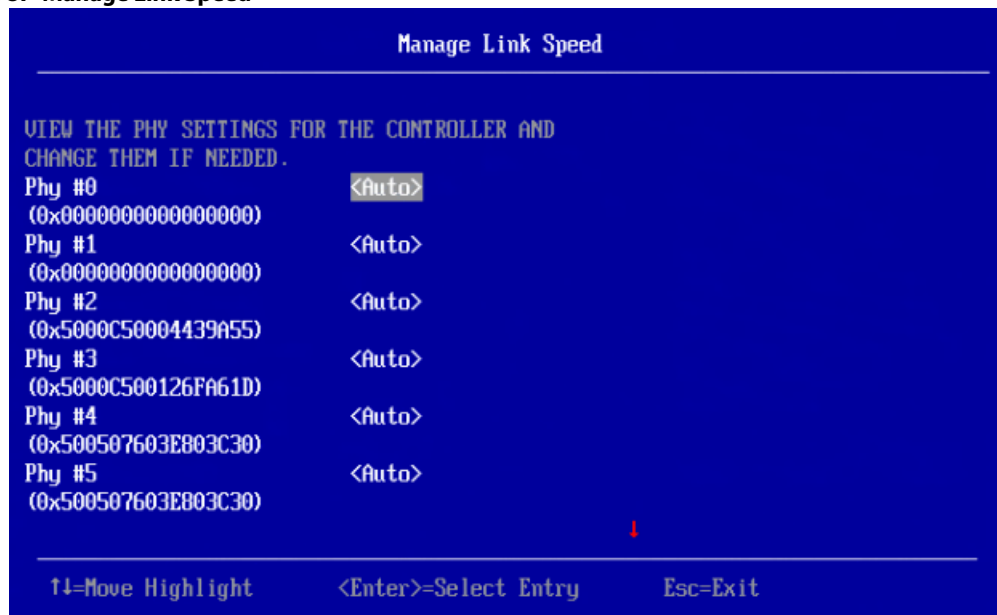 Manage Link Speed
VIEW THE PHY SETTINGS FOR THE CONTROLLER AND
CHANGE THEM IF NEEDED.
Phy #0 <Auto>
(0x0000000000000000)
Phy #1 <Auto>
(0x0000000000000000)
Phy #2 <Auto>
(0x5000C50004439A55)
Phy #3 <Auto>
(0x5000C500126FA61D)
Phy #4 <Auto>
(0x500507603E803C30)
Phy #5 <Auto>
(0x500507603E803C30)
↓
↑↓=Move Highlight <Enter>=Select Entry Esc=Exit